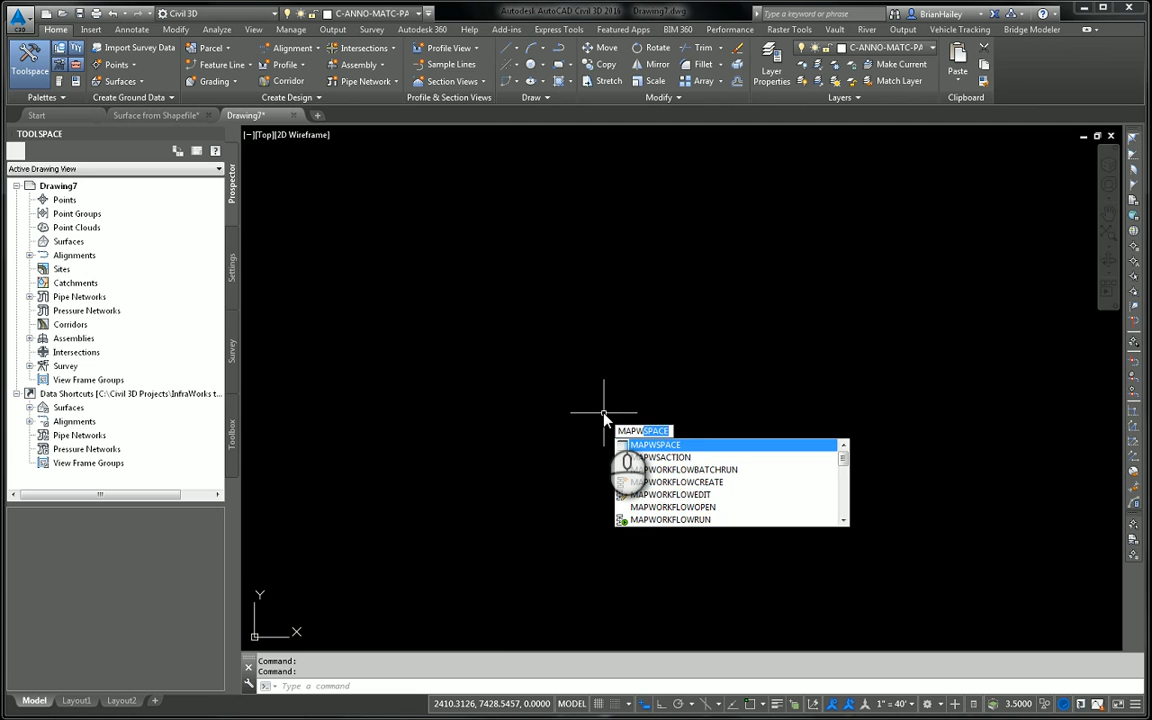 Civil 3D
C-ANNO-MATC-PA
Autodesk AutoCAD Civil 3D 2016 Drawing7.dwg
Type a keyword or phrase
BrianHailey
C3D
Home Insert Annotate Modify Analyze View Manage Output Survey Autodesk 360 Help Add-ins Express Tools Featured Apps BIM 360 Performance Raster Tools Vault River Vehicle Tracking Bridge Modeler
Toolspace
Import Survey Data
Points
Surfaces
Parcel
Feature Line
Grading
Alignment
Profile
Corridor
Intersections
Assembly
Pipe Network
Profile View
Sample Lines
Section Views
Move
Copy
Stretch
Rotate
Mirror
Scale
Trim
Fillet
Array
Layer
Properties
C-ANNO-MATC-PA
Make Current
Match Layer
Paste
Palettes Create Ground Data Create Design Profile & Section Views Draw Modify Layers Clipboard
Start Surface from Shapefile* Drawing7*
TOOLSPACE
Active Drawing View
Drawing7
Points
Point Groups
Point Clouds
Surfaces
Alignments
Sites
Catchments
Pipe Networks
Pressure Networks
Corridors
Assemblies
Intersections
Survey
View Frame Groups
Data Shortcuts [C:\Civil 3D Projects\InfraWorks t...
Surfaces
Alignments
Pipe Networks
Pressure Networks
View Frame Groups
Prospector
Settings
Survey
Toolbox
[−][Top][2D Wireframe]
MAPWSPACE
MAPWSPACE
MAPWSACTION
MAPWORKFLOWBATCHRUN
MAPWORKFLOWCREATE
MAPWORKFLOWEDIT
MAPWORKFLOWOPEN
MAPWORKFLOWRUN
Y
X
Command:
Command:
Type a command
Model Layout1 Layout2
2410.3126, 7428.5457, 0.0000 MODEL
1" = 40'
3.5000